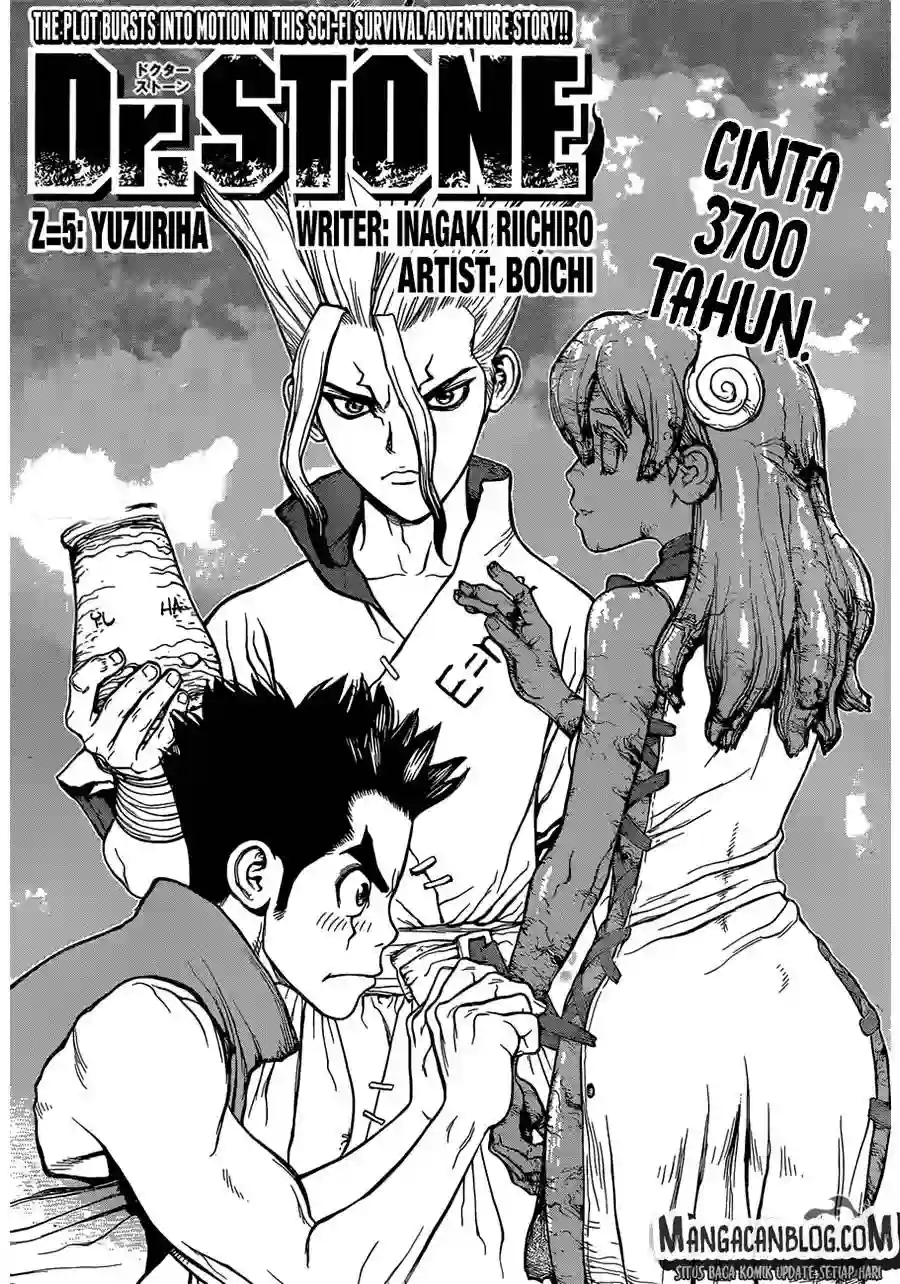 THE PLOT BURSTS INTO MOTION IN THIS SCI-FI SURVIVAL ADVENTURE STORY!!
ドクター
ストーン
Dr.STONE
Z=5: YUZURIHA
WRITER: INAGAKI RIICHIRO
ARTIST: BOICHI
CINTA
3700
TAHUN.
YU HA
E=m
MANGACANBLOG.COM
SITUS BACA KOMIK UPDATE SETIAP HARI